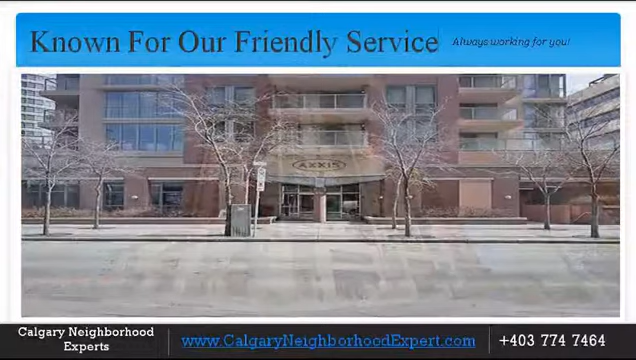 Known For Our Friendly Service
Always working for you!
AXXIS
Calgary Neighborhood
Experts
www.CalgaryNeighborhoodExpert.com
+403 774 7464